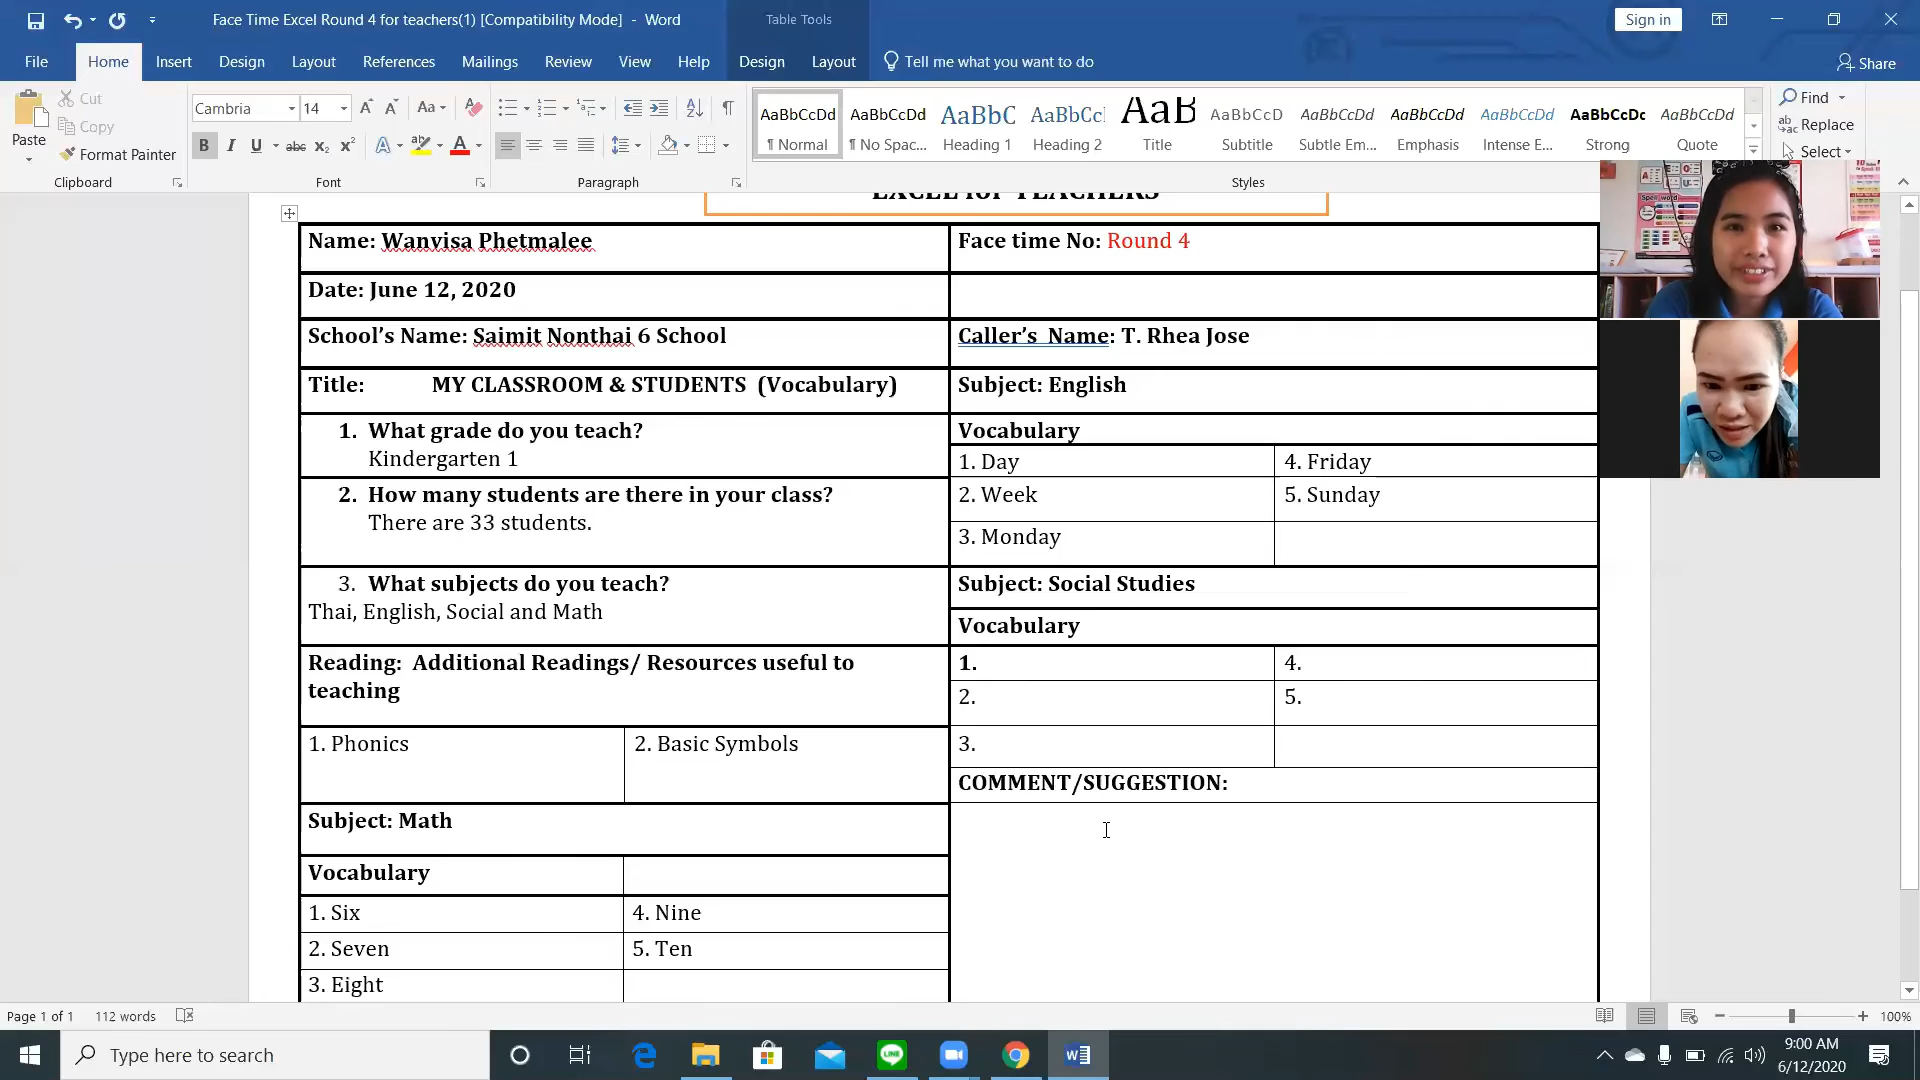 Face Time Excel Round 4 for teachers(1) [Compatibility Mode] - Word
Table Tools
Sign in
File
Home
Insert
Design
Layout
References
Mailings
Review
View
Help
Design
Layout
Tell me what you want to do
Share
Paste
Cut
Copy
Format Painter
Clipboard
Cambria
14
Font
Paragraph
AaBbCcDd
¶ Normal
AaBbCcDd
¶ No Spac...
AaBbC
Heading 1
AaBbCc
Heading 2
AaB
Title
AaBbCcD
Subtitle
AaBbCcDd
Subtle Em...
AaBbCcDd
Emphasis
AaBbCcDd
Intense E...
AaBbCcDc
Strong
AaBbCcDd
Quote
Styles
Find
Replace
Select
EXCEL for TEACHERS
Name: Wanvisa Phetmalee
Face time No: Round 4
Date: June 12, 2020
School's Name: Saimit Nonthai 6 School
Caller's Name: T. Rhea Jose
Title: MY CLASSROOM & STUDENTS (Vocabulary)
Subject: English
1. What grade do you teach?
Kindergarten 1
Vocabulary
1. Day
4. Friday
2. How many students are there in your class?
There are 33 students.
2. Week
5. Sunday
3. Monday
3. What subjects do you teach?
Thai, English, Social and Math
Subject: Social Studies
Vocabulary
Reading: Additional Readings/ Resources useful to
teaching
1.
4.
2.
5.
1. Phonics
2. Basic Symbols
3.
COMMENT/SUGGESTION:
Subject: Math
Vocabulary
1. Six
4. Nine
2. Seven
5. Ten
3. Eight
Page 1 of 1
112 words
100%
Type here to search
9:00 AM
6/12/2020